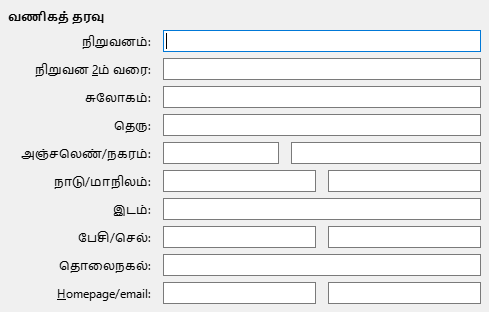 வணிகத் தரவு
நிறுவனம்:
நிறுவன 2ம் வரை:
சுலோகம்:
தெரு:
அஞ்சலெண்/நகரம்:
நாடு/மாநிலம்:
இடம்:
பேசி/செல்:
தொலைநகல்:
Homepage/email: